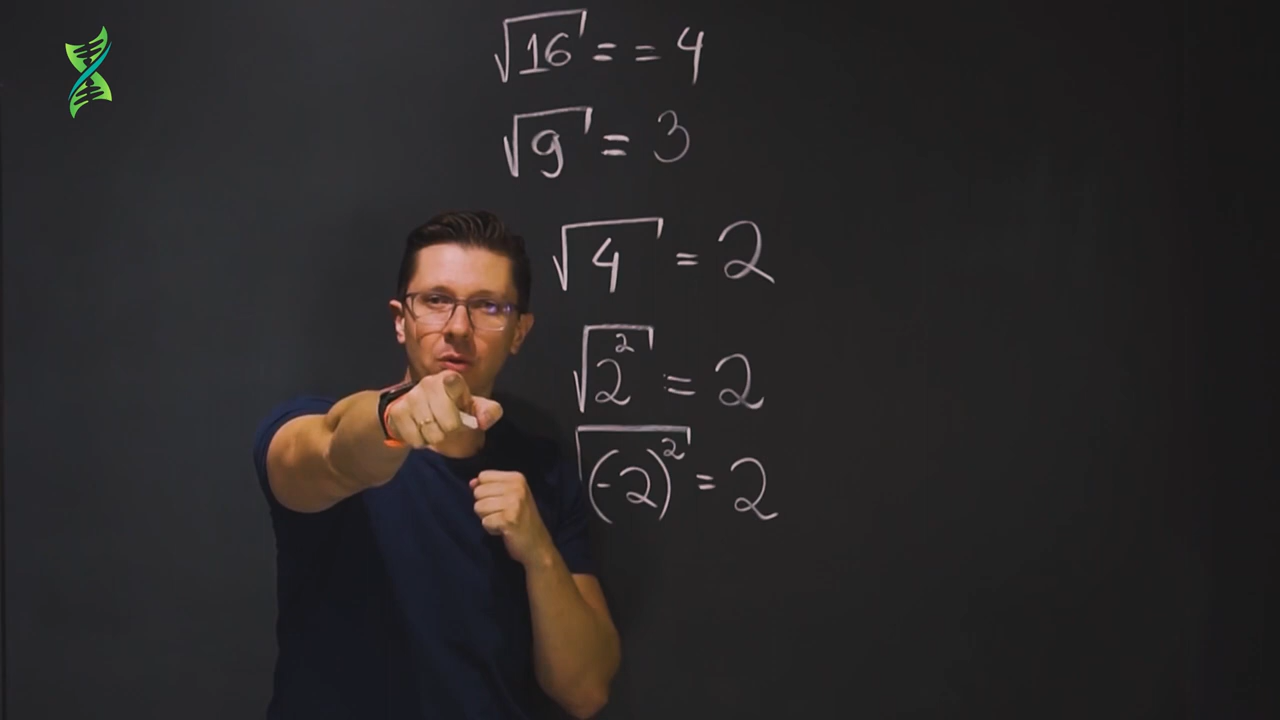 √16 = = 4
√9 = 3
√4 = 2
√2² = 2
√(-2)² = 2